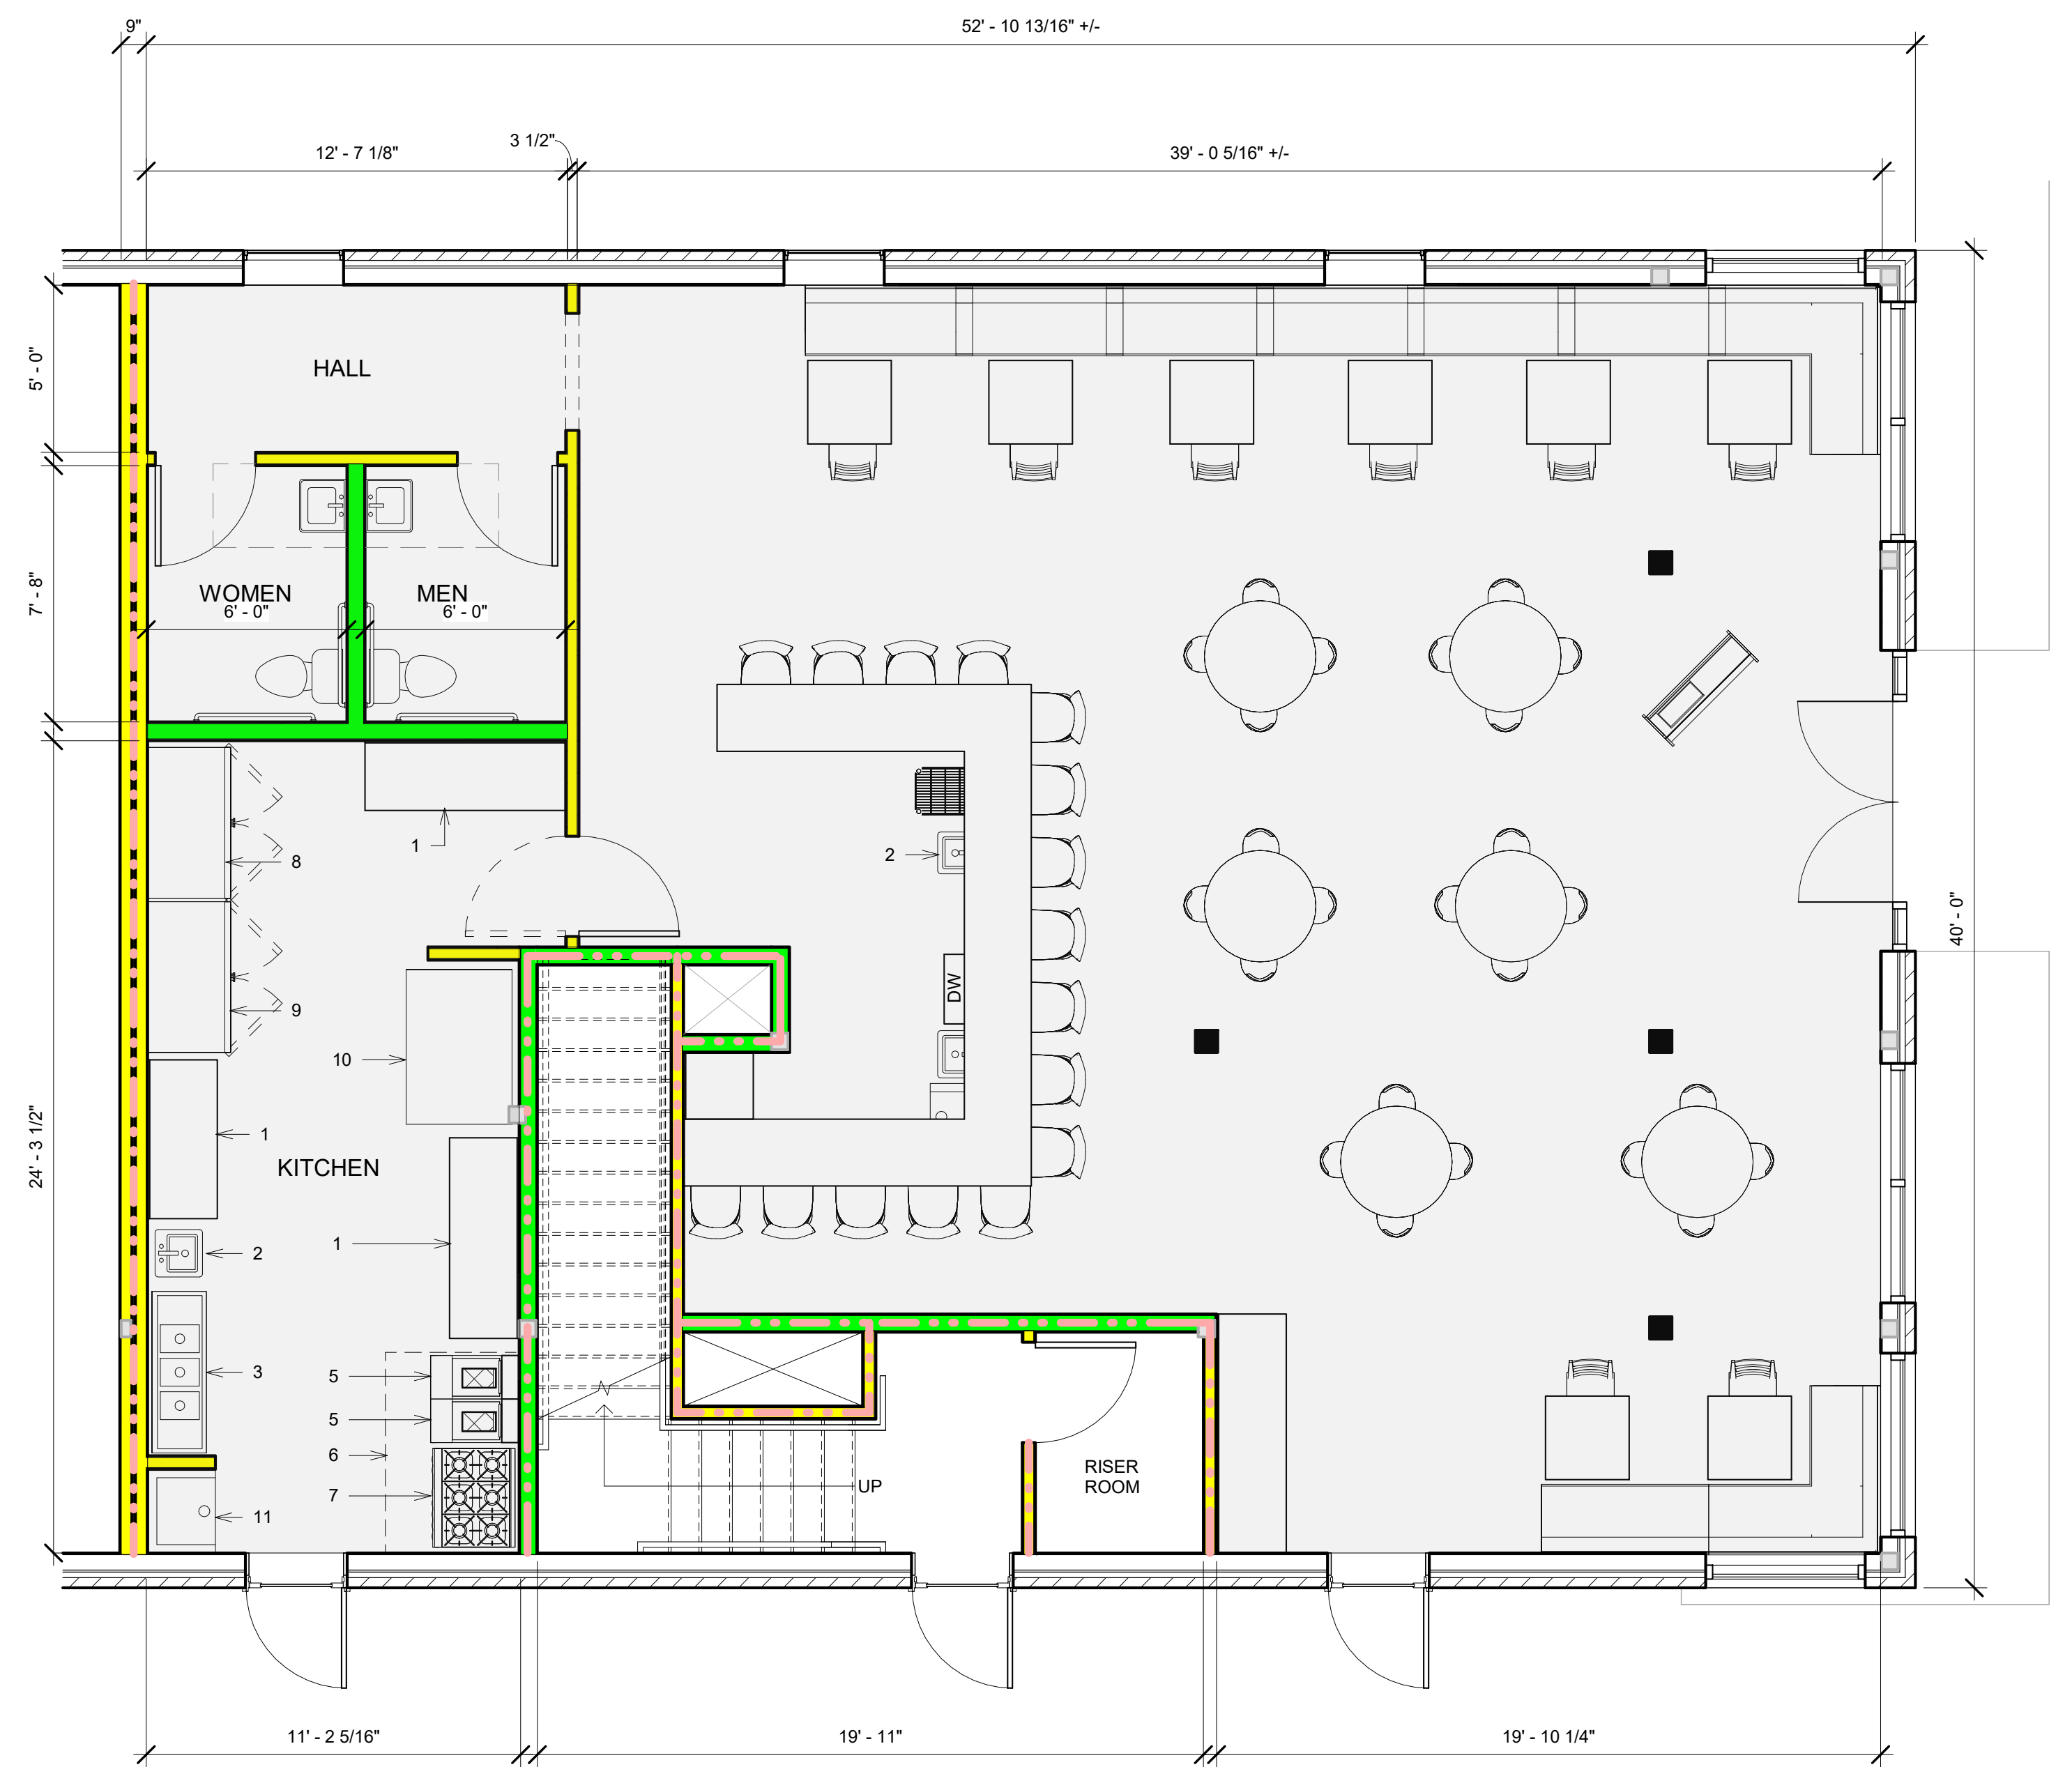 9"
52' - 10 13/16" +/-
12' - 7 1/8"
3 1/2"
39' - 0 5/16" +/-
5' - 0"
HALL
7' - 8"
WOMEN
6' - 0"
MEN
6' - 0"
1
8
2
40' - 0"
9
DW
10
24' - 3 1/2"
1
KITCHEN
1
2
3
5
5
6
7
UP
RISER
ROOM
11
11' - 2 5/16"
19' - 11"
19' - 10 1/4"